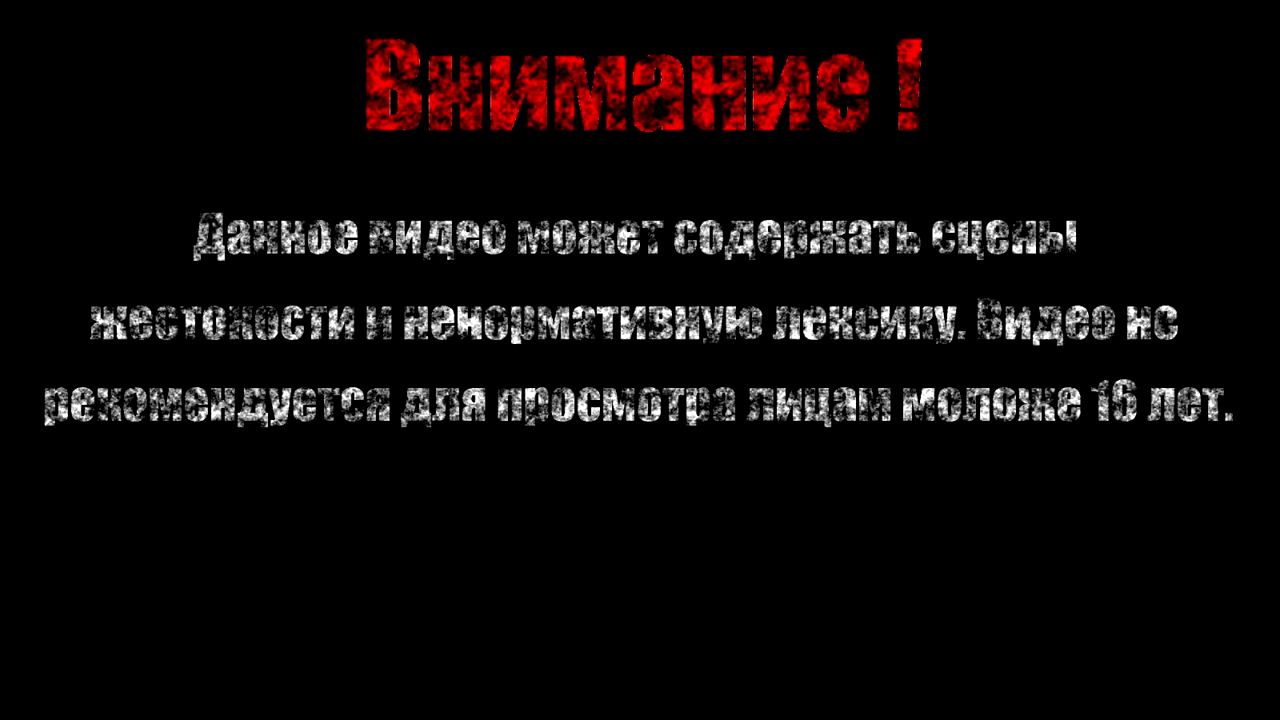 Внимание !
Данное видео может содержать сцены
жестокости и ненормативную лексику. Видео не
рекомендуется для просмотра лицам моложе 16 лет.